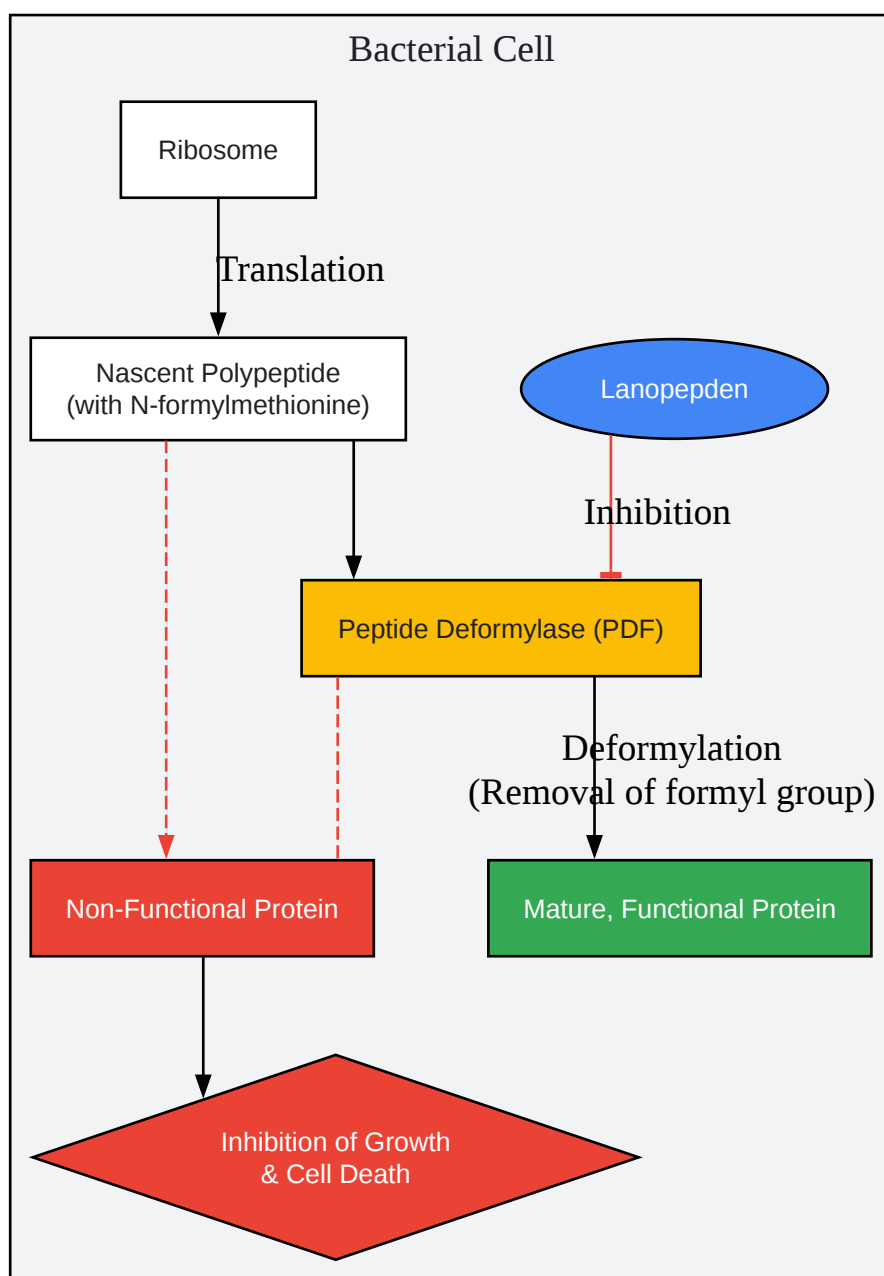 Bacterial Cell
Ribosome
Translation
Nascent Polypeptide
(with N-formylmethionine)
Lanopepden
Inhibition
Peptide Deformylase (PDF)
Deformylation
(Removal of formyl group)
Non-Functional Protein
Mature, Functional Protein
Inhibition of Growth
& Cell Death